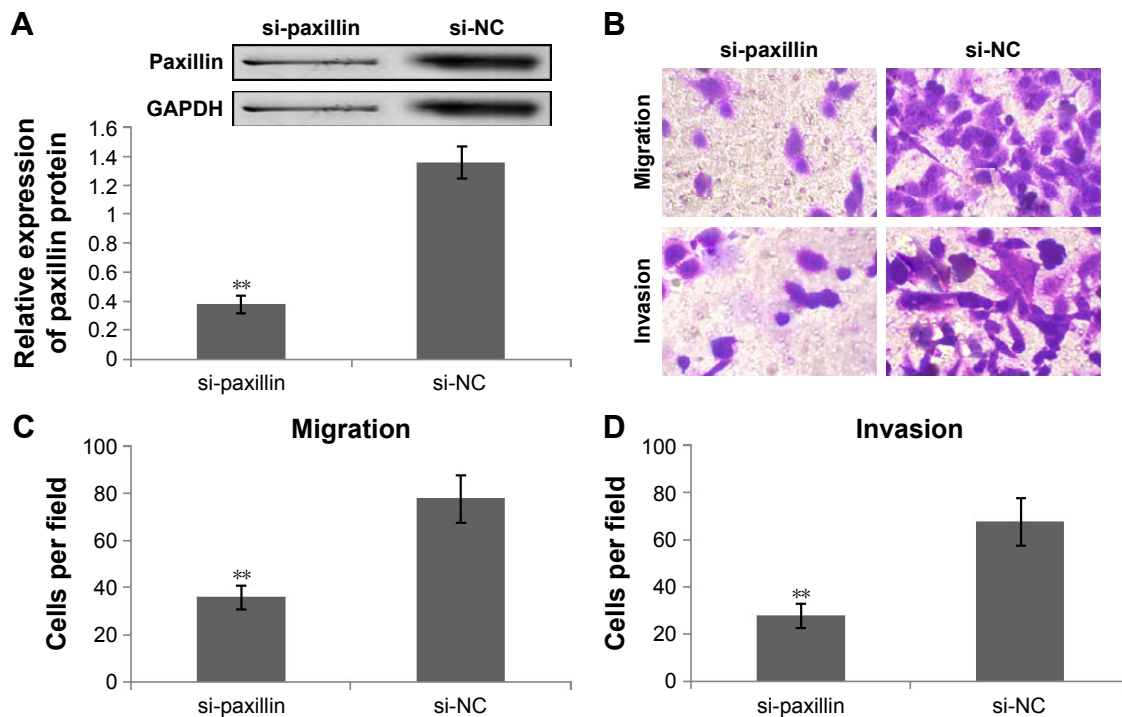 A
si-paxillin si-NC
Paxillin
GAPDH
Relative expression
of paxillin protein
1.6
1.4
1.2
1
0.8
0.6
0.4
0.2
0
**
si-paxillin si-NC
B
si-paxillin si-NC
Migration
Invasion
C
Migration
Cells per field
100
80
60
40
20
0
**
si-paxillin si-NC
D
Invasion
Cells per field
100
80
60
40
20
0
**
si-paxillin si-NC